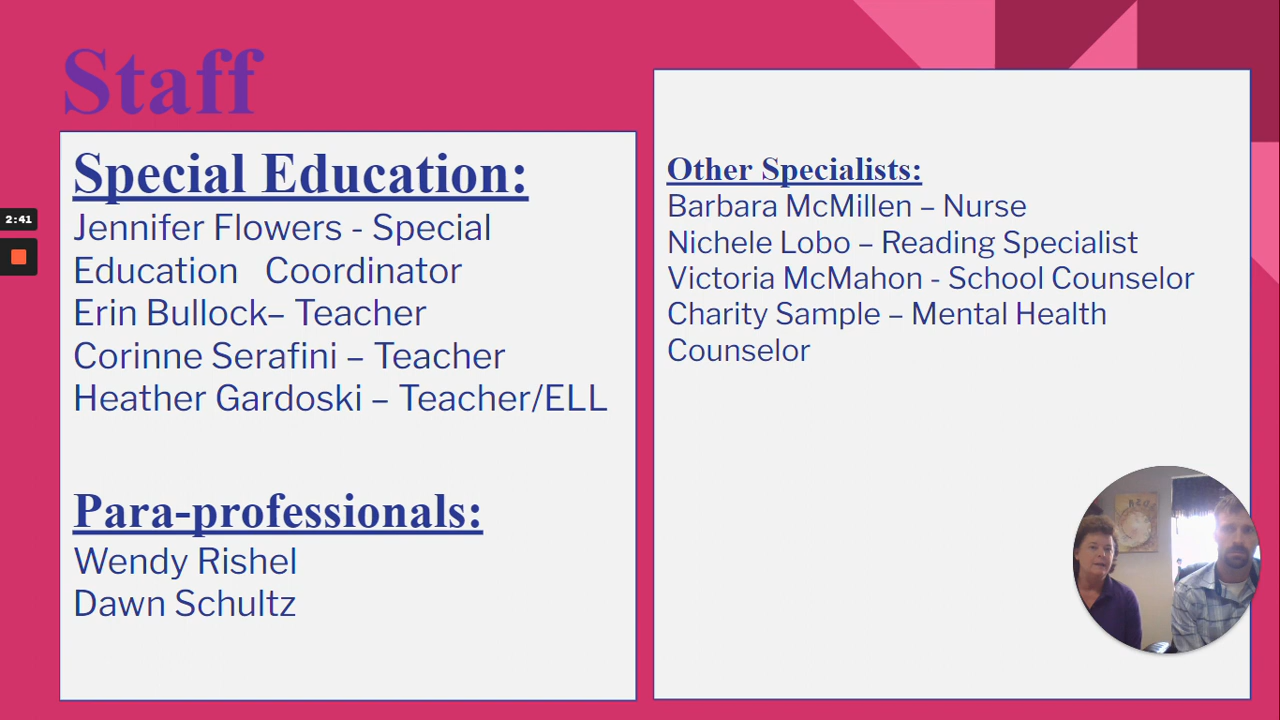 Staff
Special Education:
Jennifer Flowers - Special
Education Coordinator
Erin Bullock– Teacher
Corinne Serafini – Teacher
Heather Gardoski – Teacher/ELL
Para-professionals:
Wendy Rishel
Dawn Schultz
Other Specialists:
Barbara McMillen – Nurse
Nichele Lobo – Reading Specialist
Victoria McMahon - School Counselor
Charity Sample – Mental Health
Counselor
2:41